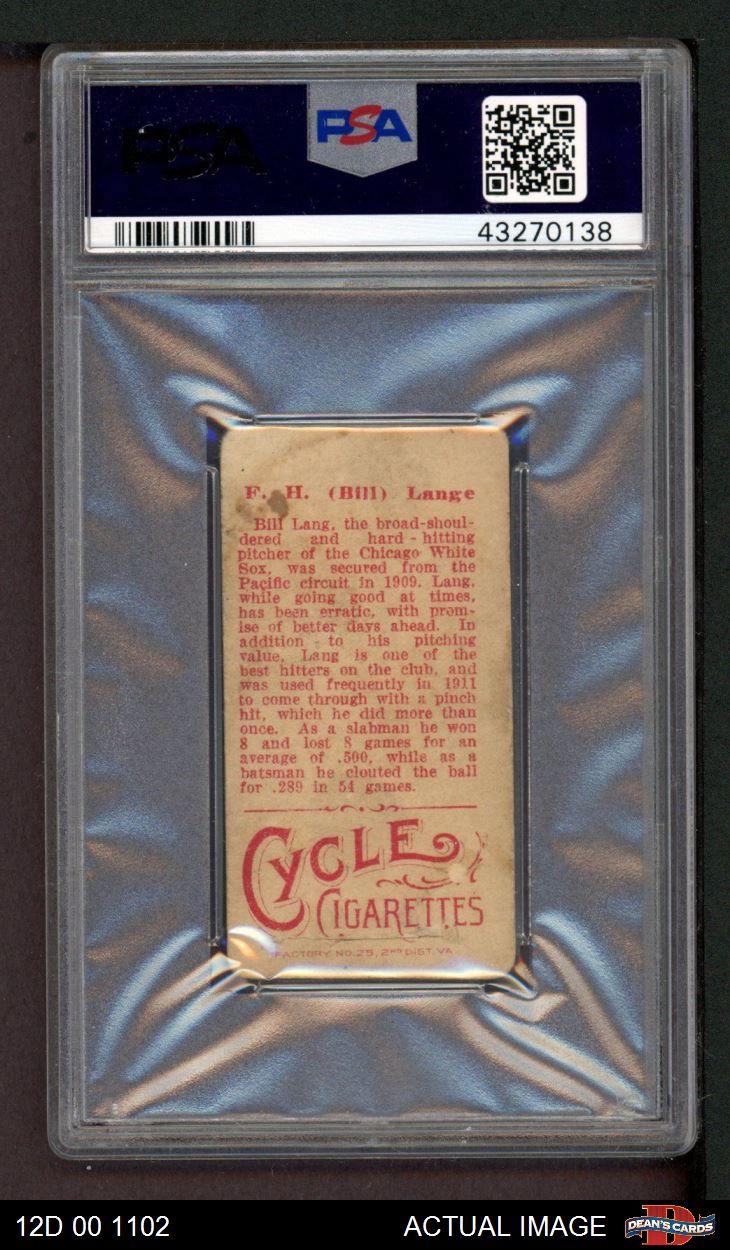 PSA
PSA
43270138
F. H. (Bill) Lange
Bill Lang, the broad-shoul-
dered and hard-hitting
pitcher of the Chicago White
Sox, was secured from the
Pacific circuit in 1909. Lang,
while going good at times,
has been erratic, with prom-
ise of better days ahead. In
addition to his pitching
value, Lang is one of the
best hitters on the club, and
was used frequently in 1911
to come through with a pinch
hit, which he did more than
once. As a slabman he won
8 and lost 8 games for an
average of .500, while as a
batsman he clouted the ball
for .289 in 54 games.
CYCLE
CIGARETTES
FACTORY NO. 25, 2ND DIST. VA
12D 00 1102 ACTUAL IMAGE DEAN'S CARDS